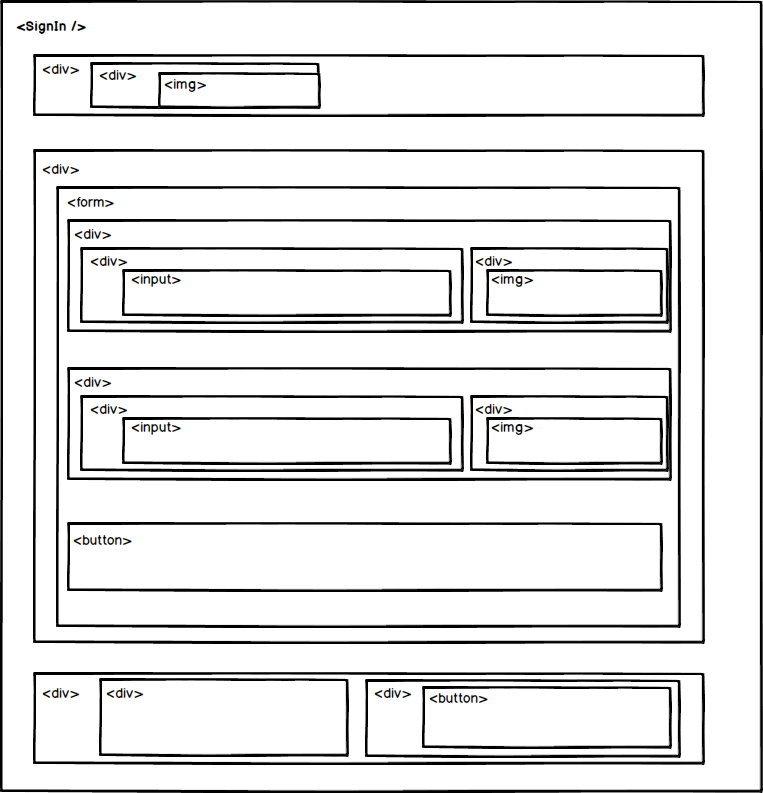 <SignIn />
<div>
<div>
<img>
<div>
<form>
<div>
<div>
<input>
<div>
<img>
<div>
<div>
<input>
<div>
<img>
<button>
<div>
<div>
<div>
<button>